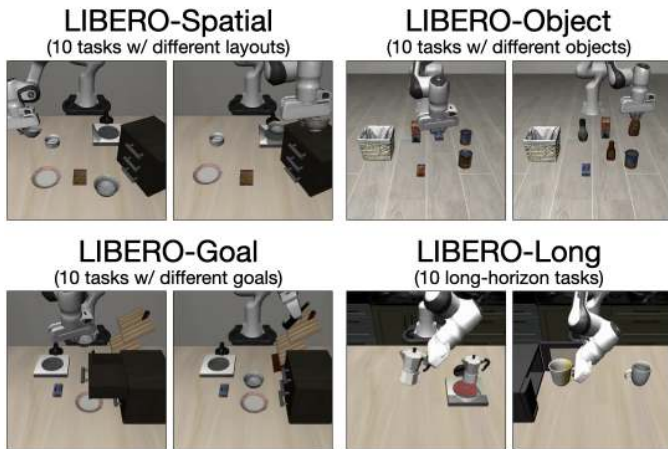 LIBERO-Spatial
(10 tasks w/ different layouts)
LIBERO-Object
(10 tasks w/ different objects)
LIBERO-Goal
(10 tasks w/ different goals)
LIBERO-Long
(10 long-horizon tasks)